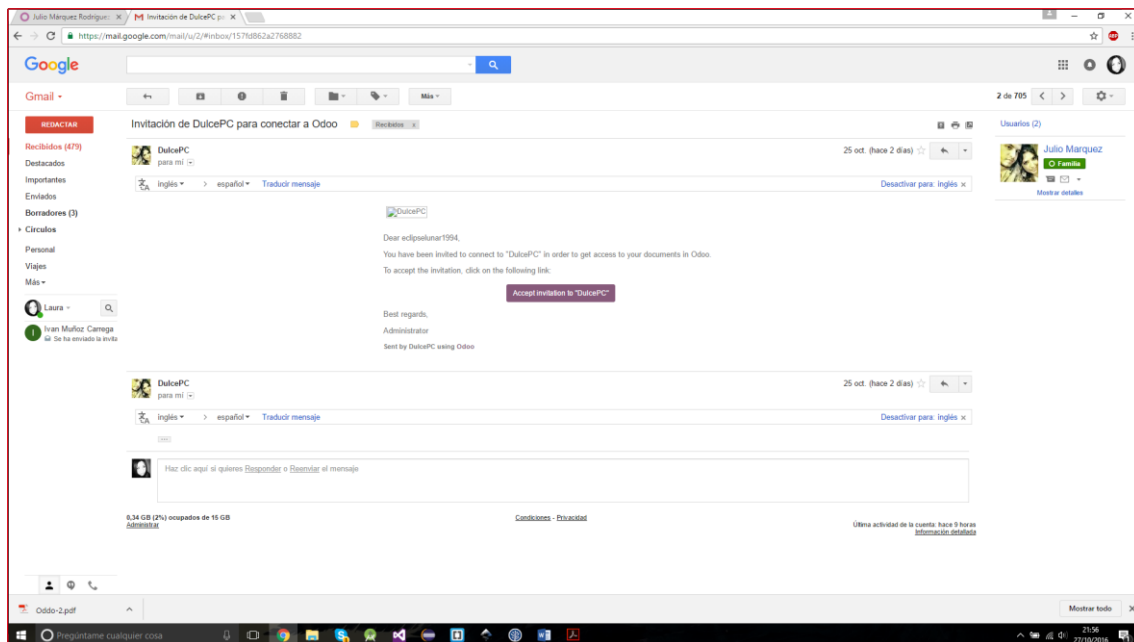 Julio Márquez Rodrígue
Invitación de DulcePC pa
https://mail.google.com/mail/u/2/#inbox/157fd862a2768882
ABP
Google
Gmail
Más
2 de 705
REDACTAR
Recibidos (479)
Destacados
Importantes
Enviados
Borradores (3)
Círculos
Personal
Viajes
Más
Laura
Ivan Muñoz Carrega
Se ha enviado la invita
Invitación de DulcePC para conectar a Odoo
Recibidos x
DulcePC
para mí
25 oct. (hace 2 días)
inglés > español Traducir mensaje
Desactivar para: inglés x
DulcePC
Dear eclipselunar1994,
You have been invited to connect to "DulcePC" in order to get access to your documents in Odoo.
To accept the invitation, click on the following link:
Accept invitation to "DulcePC"
Best regards,
Administrator
Sent by DulcePC using Odoo
DulcePC
para mí
25 oct. (hace 2 días)
inglés > español Traducir mensaje
Desactivar para: inglés x
Haz clic aquí si quieres Responder o Reenviar el mensaje
0,34 GB (2%) ocupados de 15 GB
Administrar
Condiciones - Privacidad
Última actividad de la cuenta: hace 9 horas
Información detallada
Usuarios (2)
Julio Marquez
Familia
Mostrar detalles
Oddo-2.pdf
Mostrar todo
Pregúntame cualquier cosa
21:56
27/10/2016